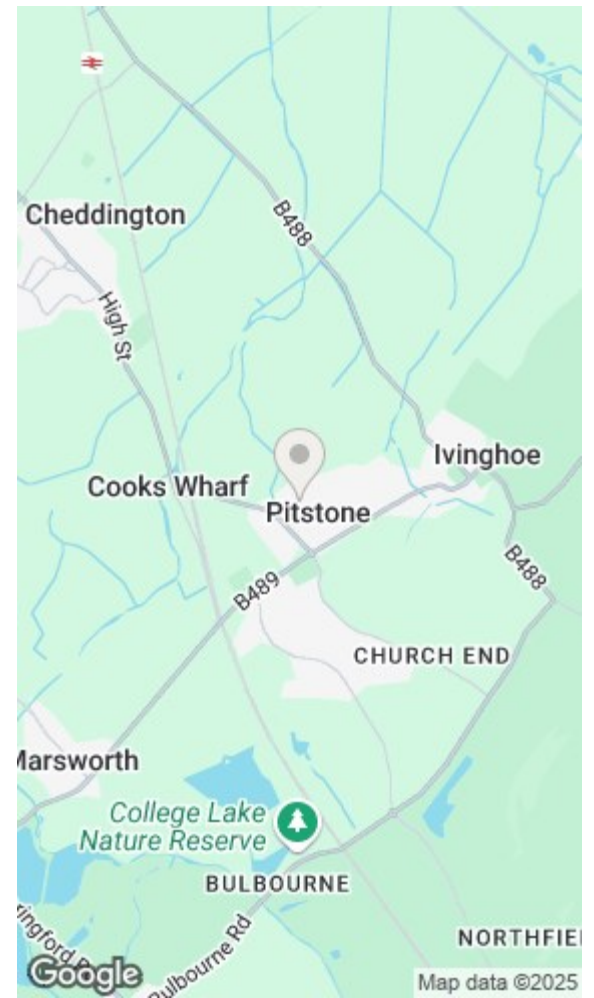 Cheddington
B488
High St
Ivinghoe
Cooks Wharf
Pitstone
B488
B489
CHURCH END
Marsworth
College Lake
Nature Reserve
BULBOURNE
NORTHFIE
Bulbourne Rd
Google
Map data ©2025